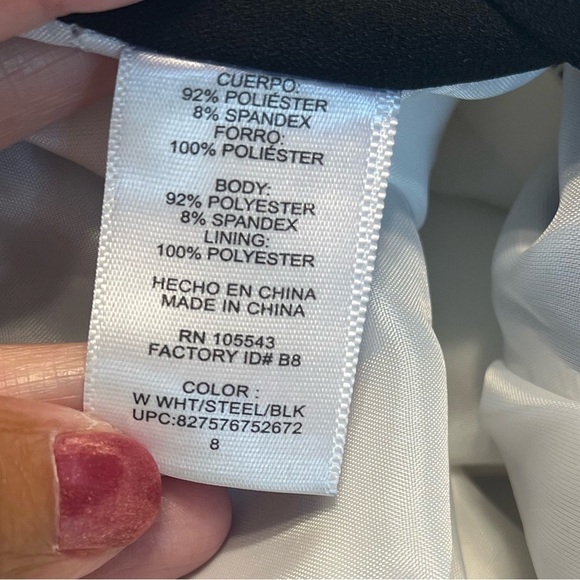 CUERPO:
92% POLIÉSTER
8% SPANDEX
FORRO:
100% POLIÉSTER
BODY:
92% POLYESTER
8% SPANDEX
LINING:
100% POLYESTER
HECHO EN CHINA
MADE IN CHINA
RN 105543
FACTORY ID# B8
COLOR :
W WHT/STEEL/BLK
UPC:827576752672
8